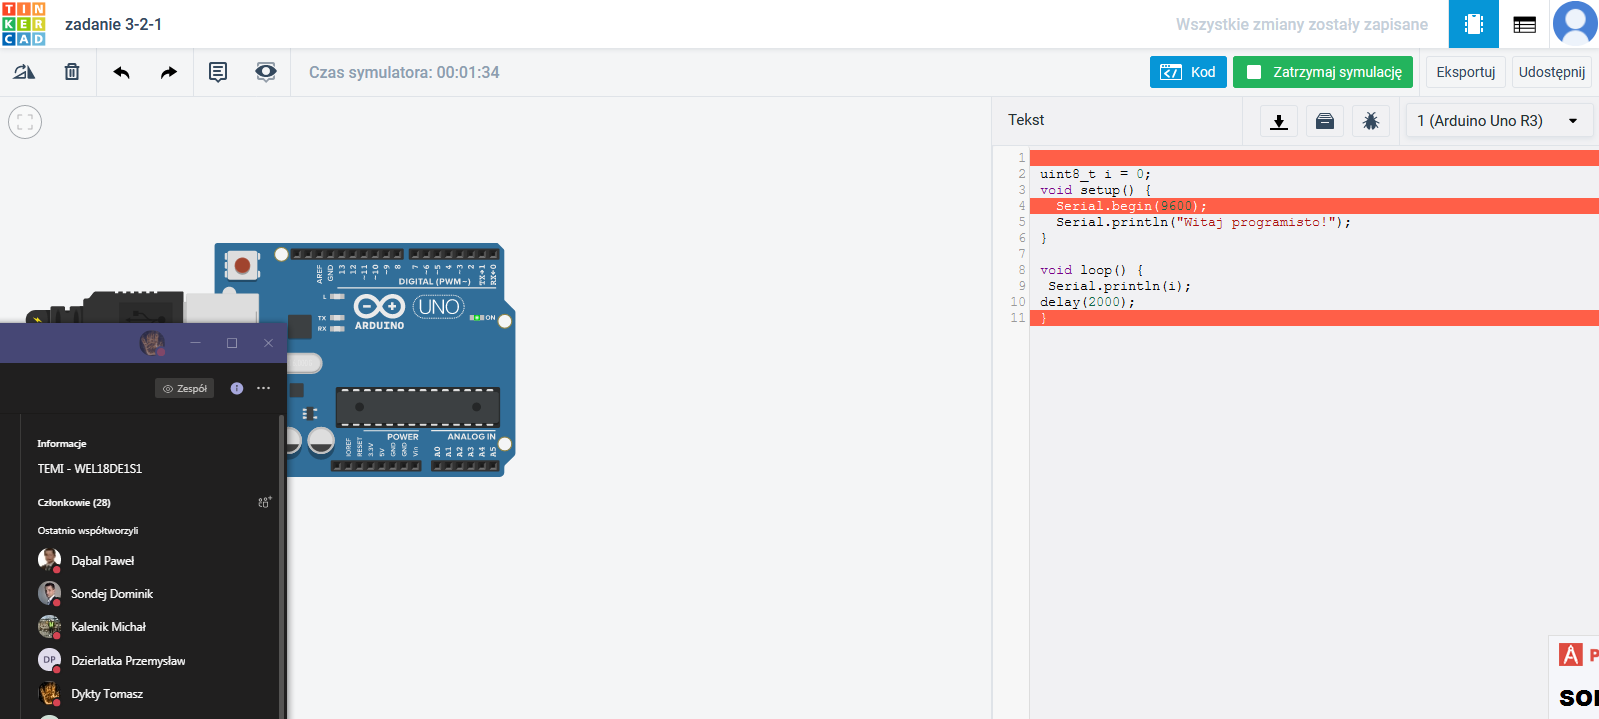 TIN
KER
CAD
zadanie 3-2-1
Wszystkie zmiany zostały zapisane
Czas symulatora: 00:01:34
Kod
Zatrzymaj symulację
Eksportuj
Udostępnij
Tekst
1 (Arduino Uno R3)
1
2 uint8_t i = 0;
3 void setup() {
4 Serial.begin(9600);
5 Serial.println("Witaj programisto!");
6 }
7
8 void loop() {
9 Serial.println(i);
10 delay(2000);
11 }
AREF
GND
13
12
~11
~10
~9
8
7
~6
~5
4
~3
2
TX→1
RX←0
DIGITAL (PWM~)
L
TX
RX
ARDUINO
UNO
ON
POWER
ANALOG IN
IOREF
RESET
3.3V
5V
GND
GND
Vin
A0
A1
A2
A3
A4
A5
Zespół
Informacje
TEMI - WEL18DE1S1
Członkowie (28)
Ostatnio współtworzyli
Dąbal Paweł
Sondej Dominik
Kalenik Michał
DP
Dzierlatka Przemysław
Dykty Tomasz